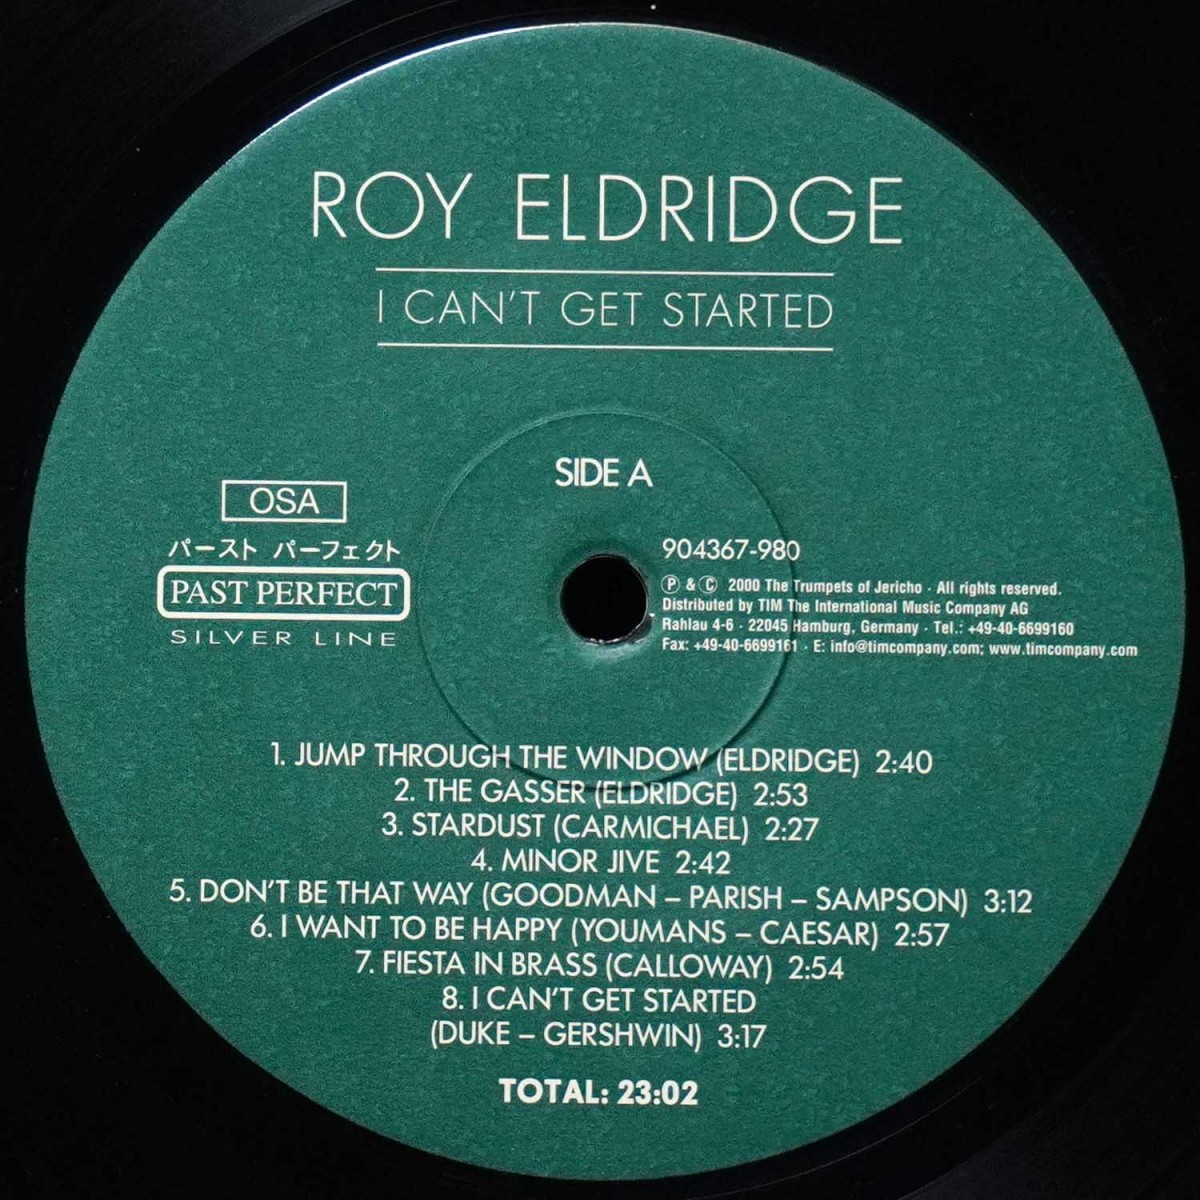 ROY ELDRIDGE
I CAN'T GET STARTED
SIDE A
OSA
パースト パーフェクト
PAST PERFECT
SILVER LINE
904367-980
Ⓟ & Ⓒ 2000 The Trumpets of Jericho · All rights reserved.
Distributed by TIM The International Music Company AG
Rahlau 4-6 · 22045 Hamburg, Germany · Tel.: +49-40-6699160
Fax: +49-40-6699161 · E: info@timcompany.com; www.timcompany.com
1. JUMP THROUGH THE WINDOW (ELDRIDGE) 2:40
2. THE GASSER (ELDRIDGE) 2:53
3. STARDUST (CARMICHAEL) 2:27
4. MINOR JIVE 2:42
5. DON'T BE THAT WAY (GOODMAN – PARISH – SAMPSON) 3:12
6. I WANT TO BE HAPPY (YOUMANS – CAESAR) 2:57
7. FIESTA IN BRASS (CALLOWAY) 2:54
8. I CAN'T GET STARTED
(DUKE – GERSHWIN) 3:17
TOTAL: 23:02